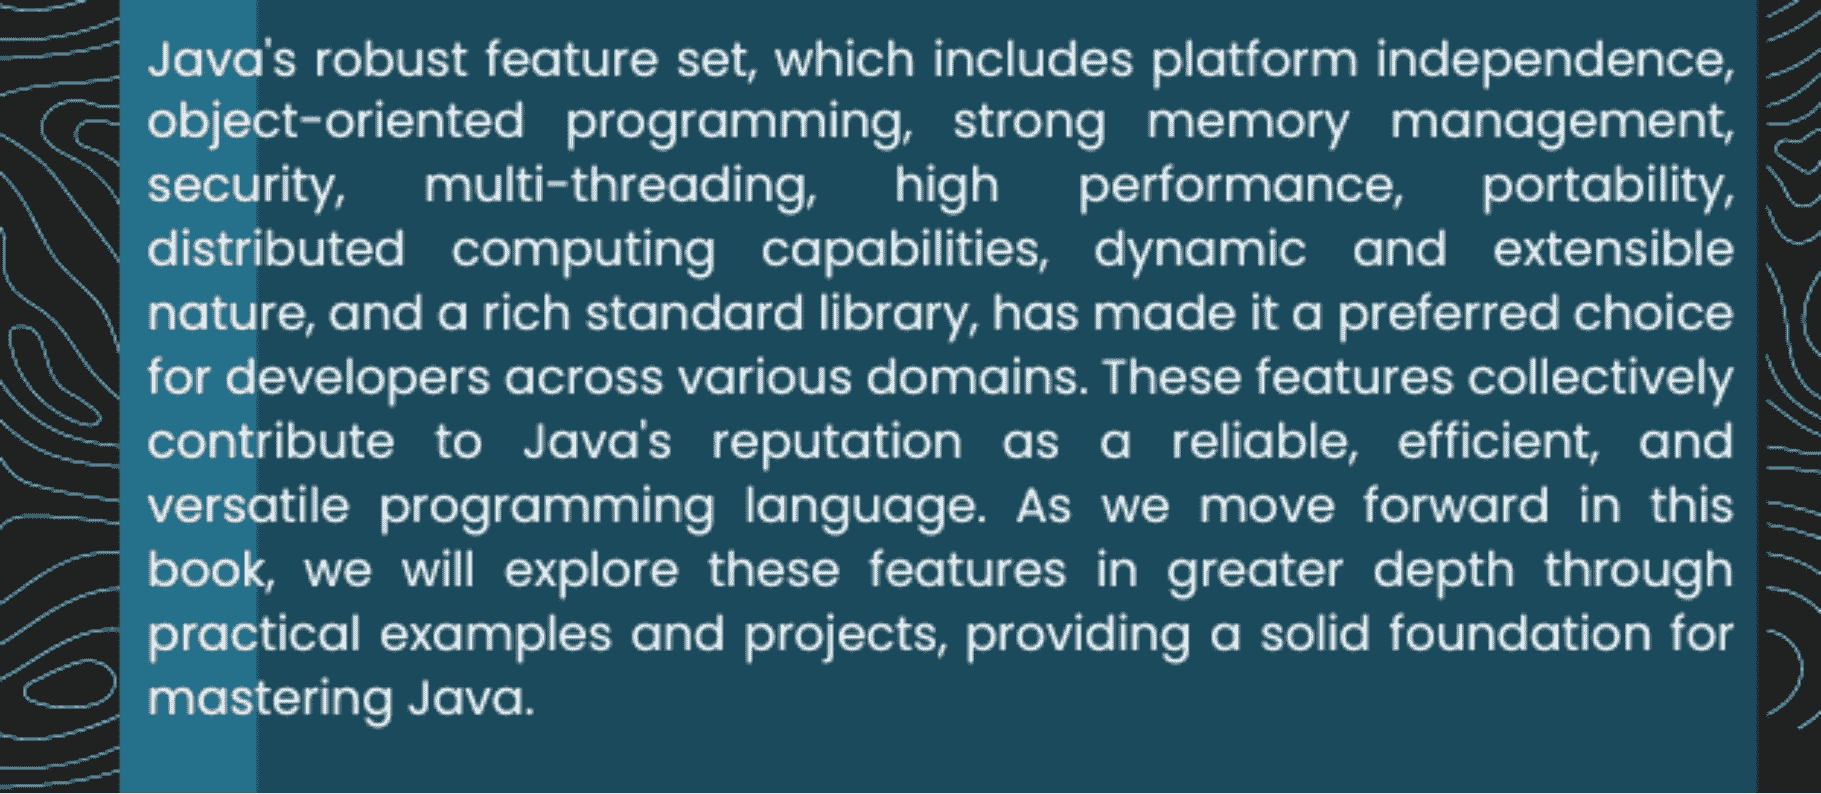 Java's robust feature set, which includes platform independence,
object-oriented programming, strong memory management,
security, multi-threading, high performance, portability,
distributed computing capabilities, dynamic and extensible
nature, and a rich standard library, has made it a preferred choice
for developers across various domains. These features collectively
contribute to Java's reputation as a reliable, efficient, and
versatile programming language. As we move forward in this
book, we will explore these features in greater depth through
practical examples and projects, providing a solid foundation for
mastering Java.